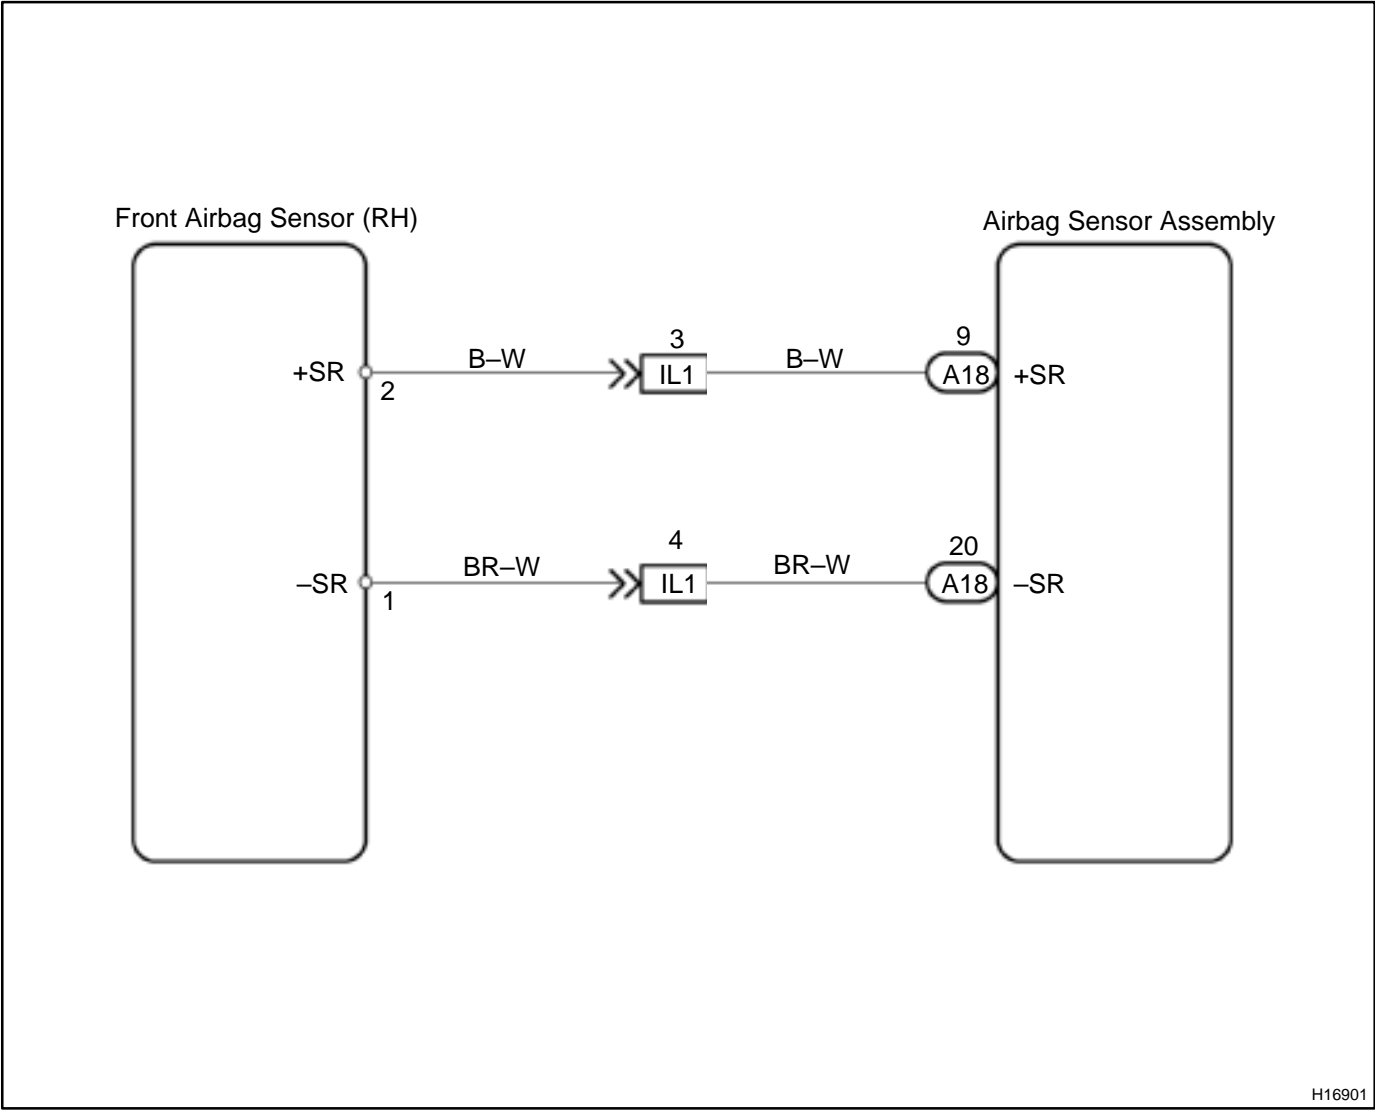 Front Airbag Sensor (RH)
Airbag Sensor Assembly
+SR
2
B–W
3
IL1
B–W
9
A18
+SR
–SR
1
BR–W
4
IL1
BR–W
20
A18
–SR
H16901